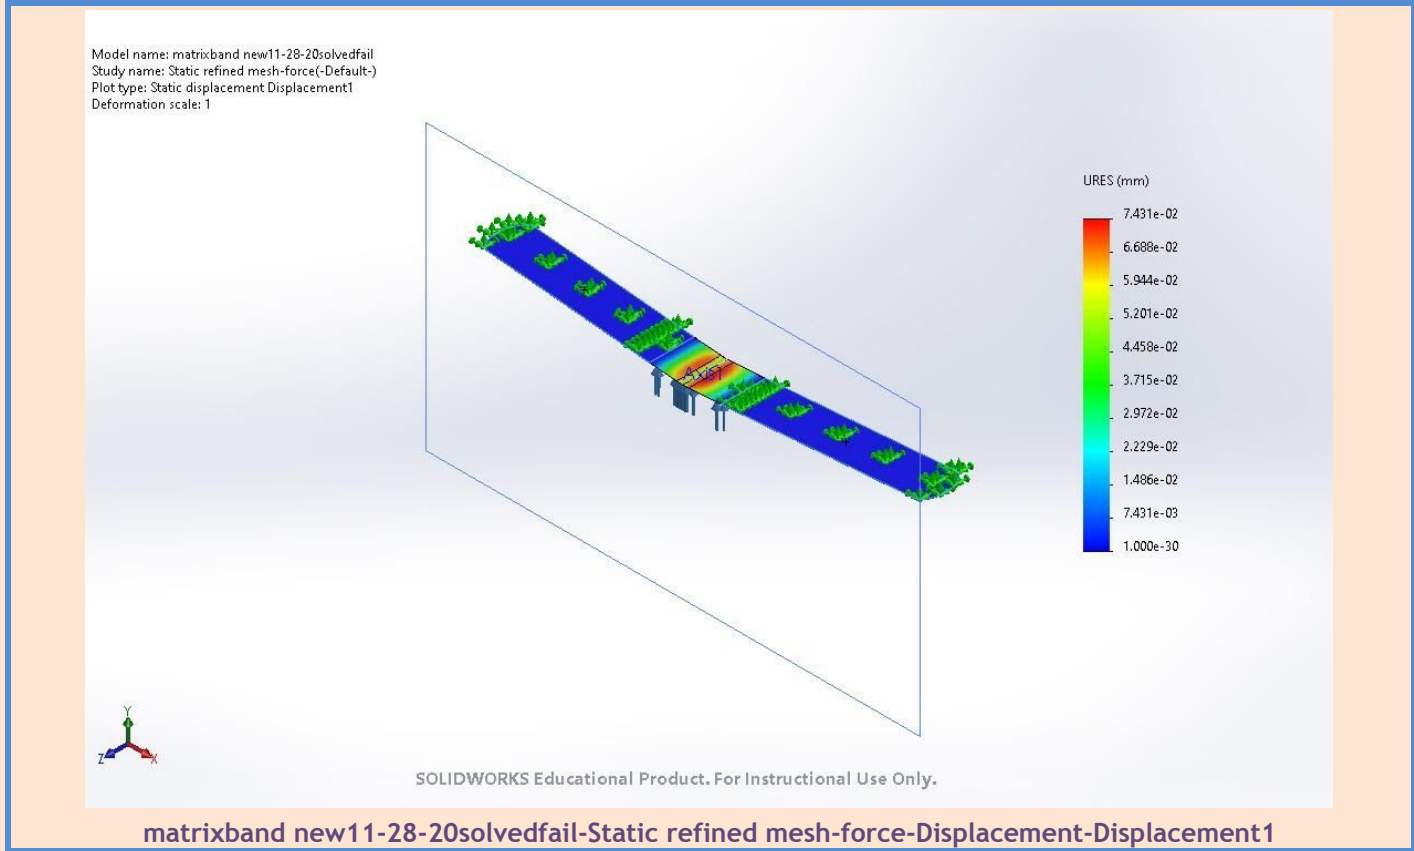 Model name: matrixband new11-28-20solvedfail
Study name: Static refined mesh-force(-Default-)
Plot type: Static displacement Displacement1
Deformation scale: 1
URES (mm)
7.431e-02
6.688e-02
5.944e-02
5.201e-02
4.458e-02
3.715e-02
2.972e-02
2.229e-02
1.486e-02
7.431e-03
1.000e-30
Axis1
Y
Z
X
SOLIDWORKS Educational Product. For Instructional Use Only.
matrixband new11-28-20solvedfail-Static refined mesh-force-Displacement-Displacement1